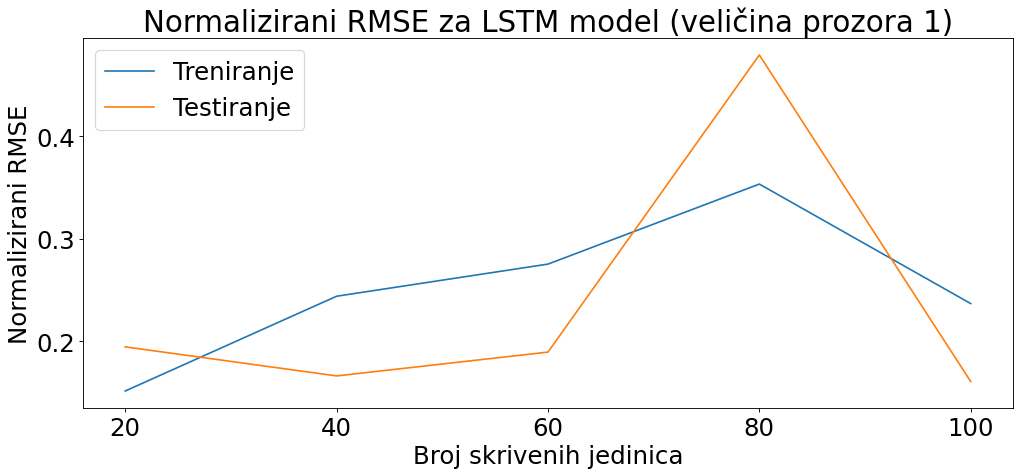 Normalizirani RMSE za LSTM model (veličina prozora 1)
Treniranje
Testiranje
Normalizirani RMSE
0.4
0.3
0.2
20 40 60 80 100
Broj skrivenih jedinica